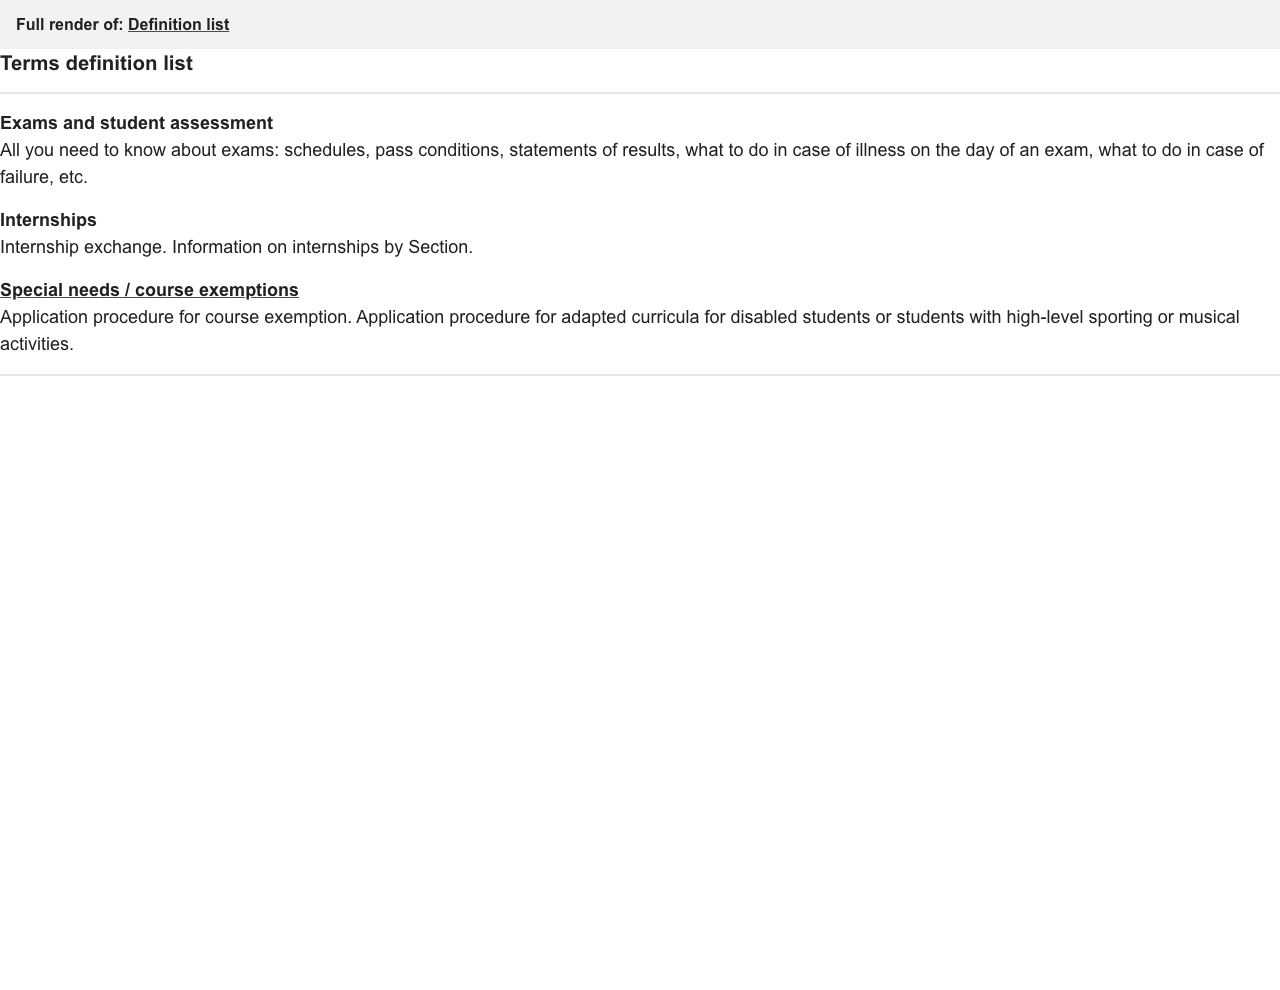 Full render of: Definition list
Terms definition list
Exams and student assessment
All you need to know about exams: schedules, pass conditions, statements of results, what to do in case of illness on the day of an exam, what to do in case of
failure, etc.
Internships
Internship exchange. Information on internships by Section.
Special needs / course exemptions
Application procedure for course exemption. Application procedure for adapted curricula for disabled students or students with high-level sporting or musical
activities.